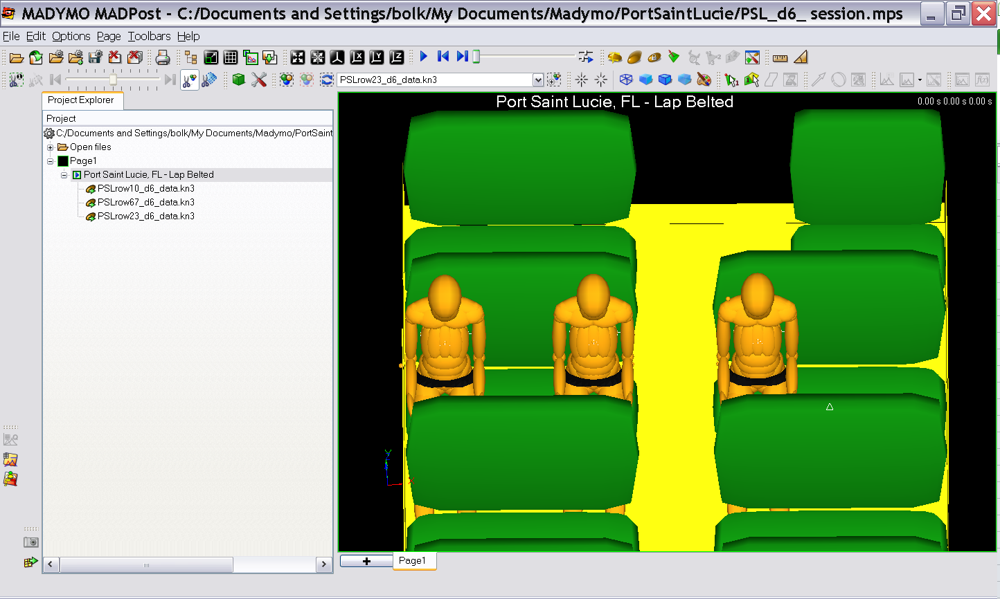 MADYMO MADPost - C:/Documents and Settings/bolk/My Documents/Madymo/PortSaintLucie/PSL_d6_ session.mps
File Edit Options Page Toolbars Help
PSLrow23_d6_data.kn3
Project Explorer
Project
C:/Documents and Settings/bolk/My Documents/Madymo/PortSaint
Open files
Page1
Port Saint Lucie, FL - Lap Belted
PSLrow10_d6_data.kn3
PSLrow67_d6_data.kn3
PSLrow23_d6_data.kn3
Port Saint Lucie, FL - Lap Belted
0.00 s 0.00 s 0.00 s
Y
X
Page1